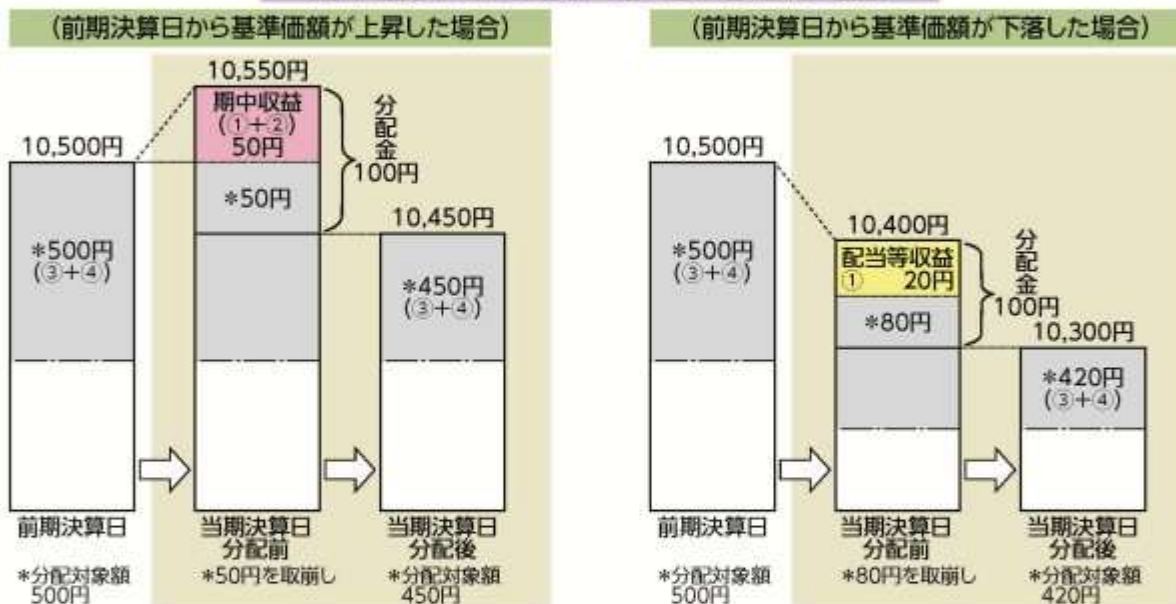 (前期決算日から基準価額が上昇した場合)
10,550円
期中収益
(①+②)
50円
分配金
100円
10,500円
*50円
10,450円
*500円
(③+④)
*450円
(③+④)
前期決算日
当期決算日
分配前
当期決算日
分配後
*分配対象額
500円
*50円を取崩し
*分配対象額
450円
(前期決算日から基準価額が下落した場合)
10,500円
10,400円
配当等収益
① 20円
分配金
100円
*500円
(③+④)
*80円
10,300円
*420円
(③+④)
前期決算日
当期決算日
分配前
当期決算日
分配後
*分配対象額
500円
*80円を取崩し
*分配対象額
420円